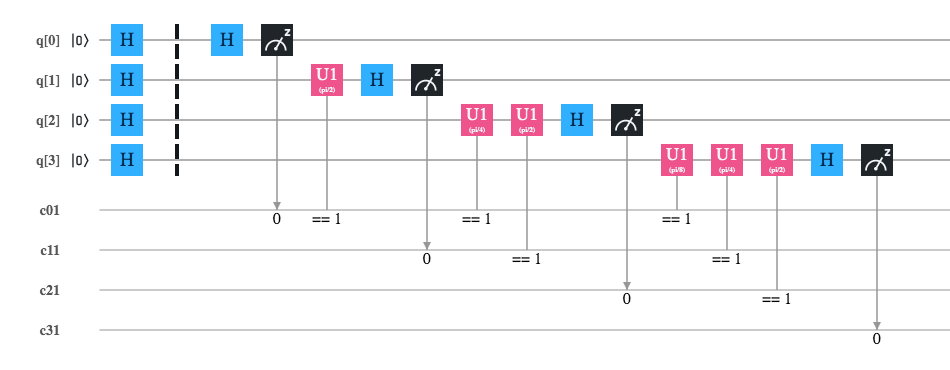 q[0] |0⟩ H H z
q[1] |0⟩ H U1 (pi/2) H z
q[2] |0⟩ H U1 (pi/4) U1 (pi/2) H z
q[3] |0⟩ H U1 (pi/8) U1 (pi/4) U1 (pi/2) H z
c01 0 == 1 == 1 == 1
c11 0 == 1 == 1
c21 0 == 1
c31 0